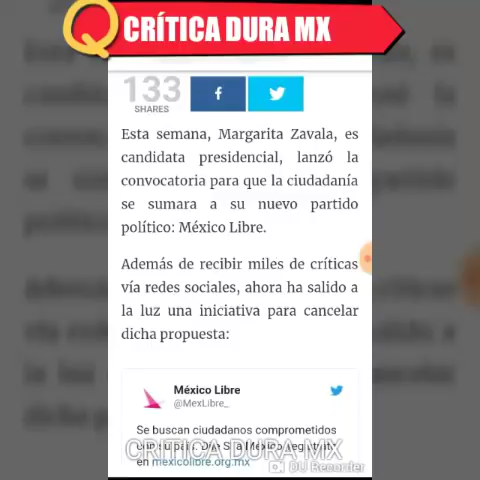 CRÍTICA DURA MX
133
SHARES
Esta semana, Margarita Zavala, es
candidata presidencial, lanzó la
convocatoria para que la ciudadanía
se sumara a su nuevo partido
político: México Libre.
Además de recibir miles de críticas
vía redes sociales, ahora ha salido a
la luz una iniciativa para cancelar
dicha propuesta:
México Libre
@MexLibre_
Se buscan ciudadanos comprometidos
CRITICA DURA MX
en mexicolibre.org.mx
DU Recorder